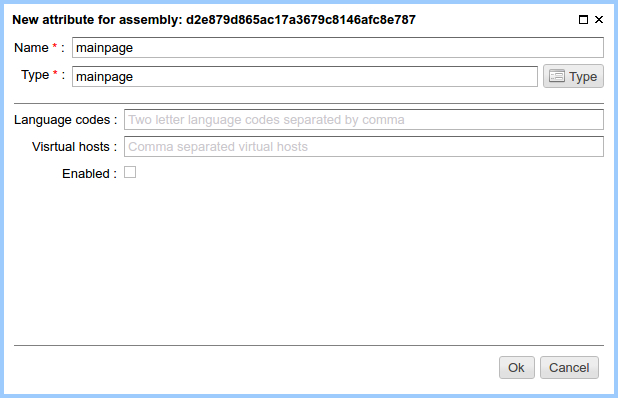 New attribute for assembly: d2e879d865ac17a3679c8146afc8e787
Name * : mainpage
Type * : mainpage Type
Language codes : Two letter language codes separated by comma
Visrtual hosts : Comma separated virtual hosts
Enabled :
Ok Cancel